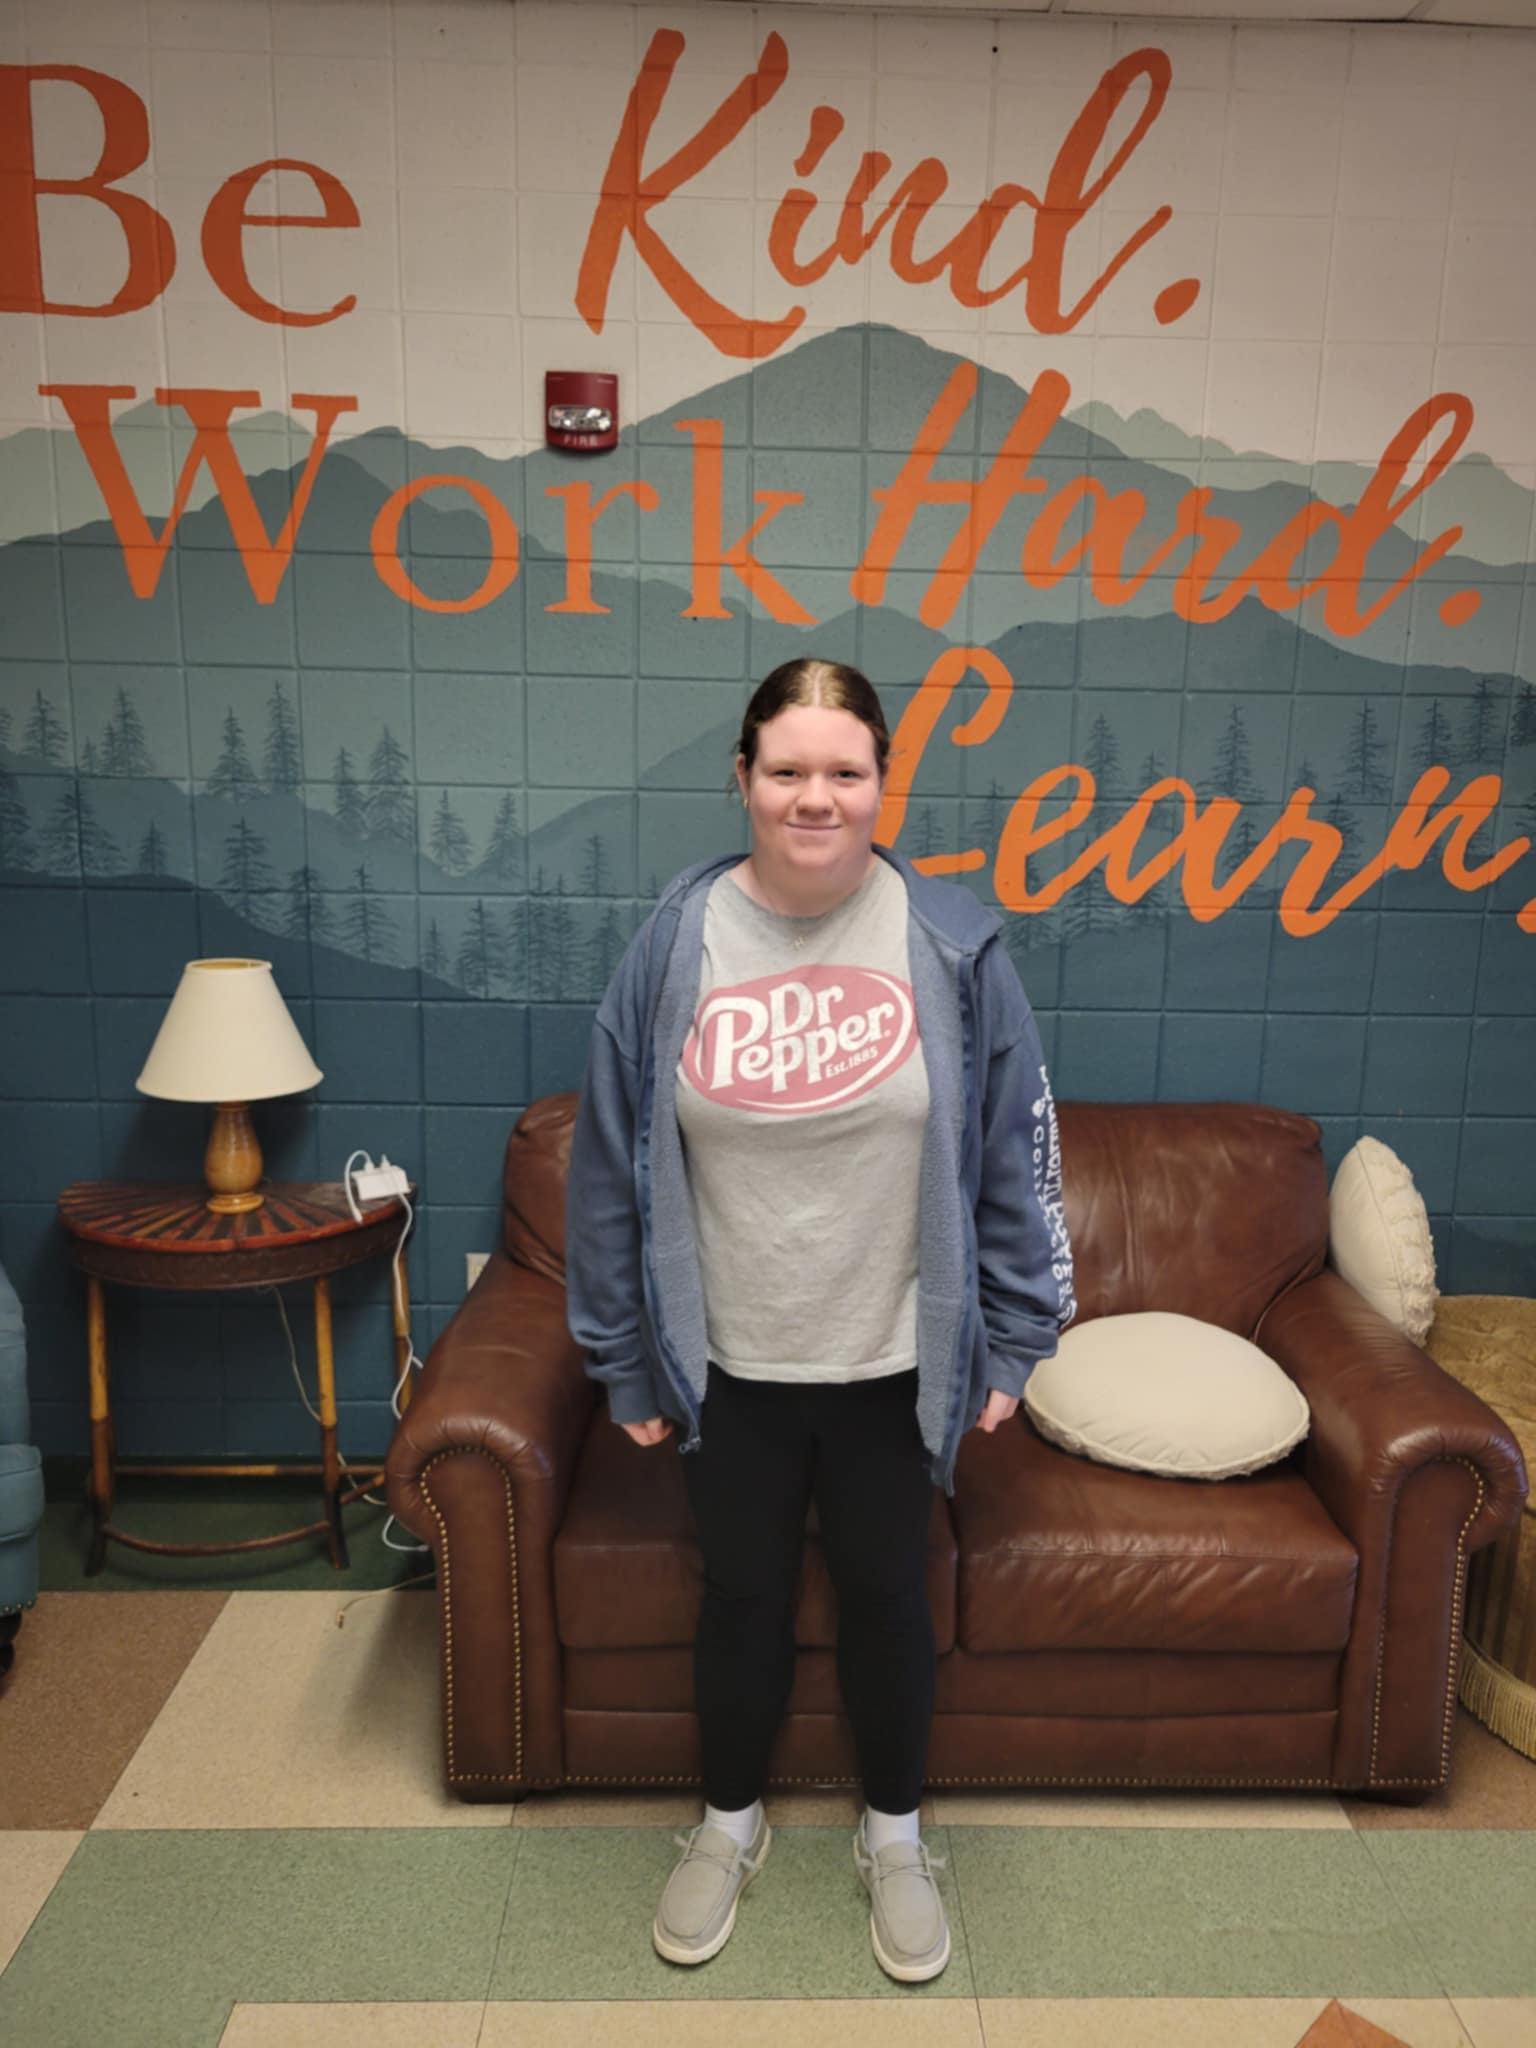 Be Kind.
FIRE
Work Hard.
Learn
Dr
Pepper
Est. 1885
H